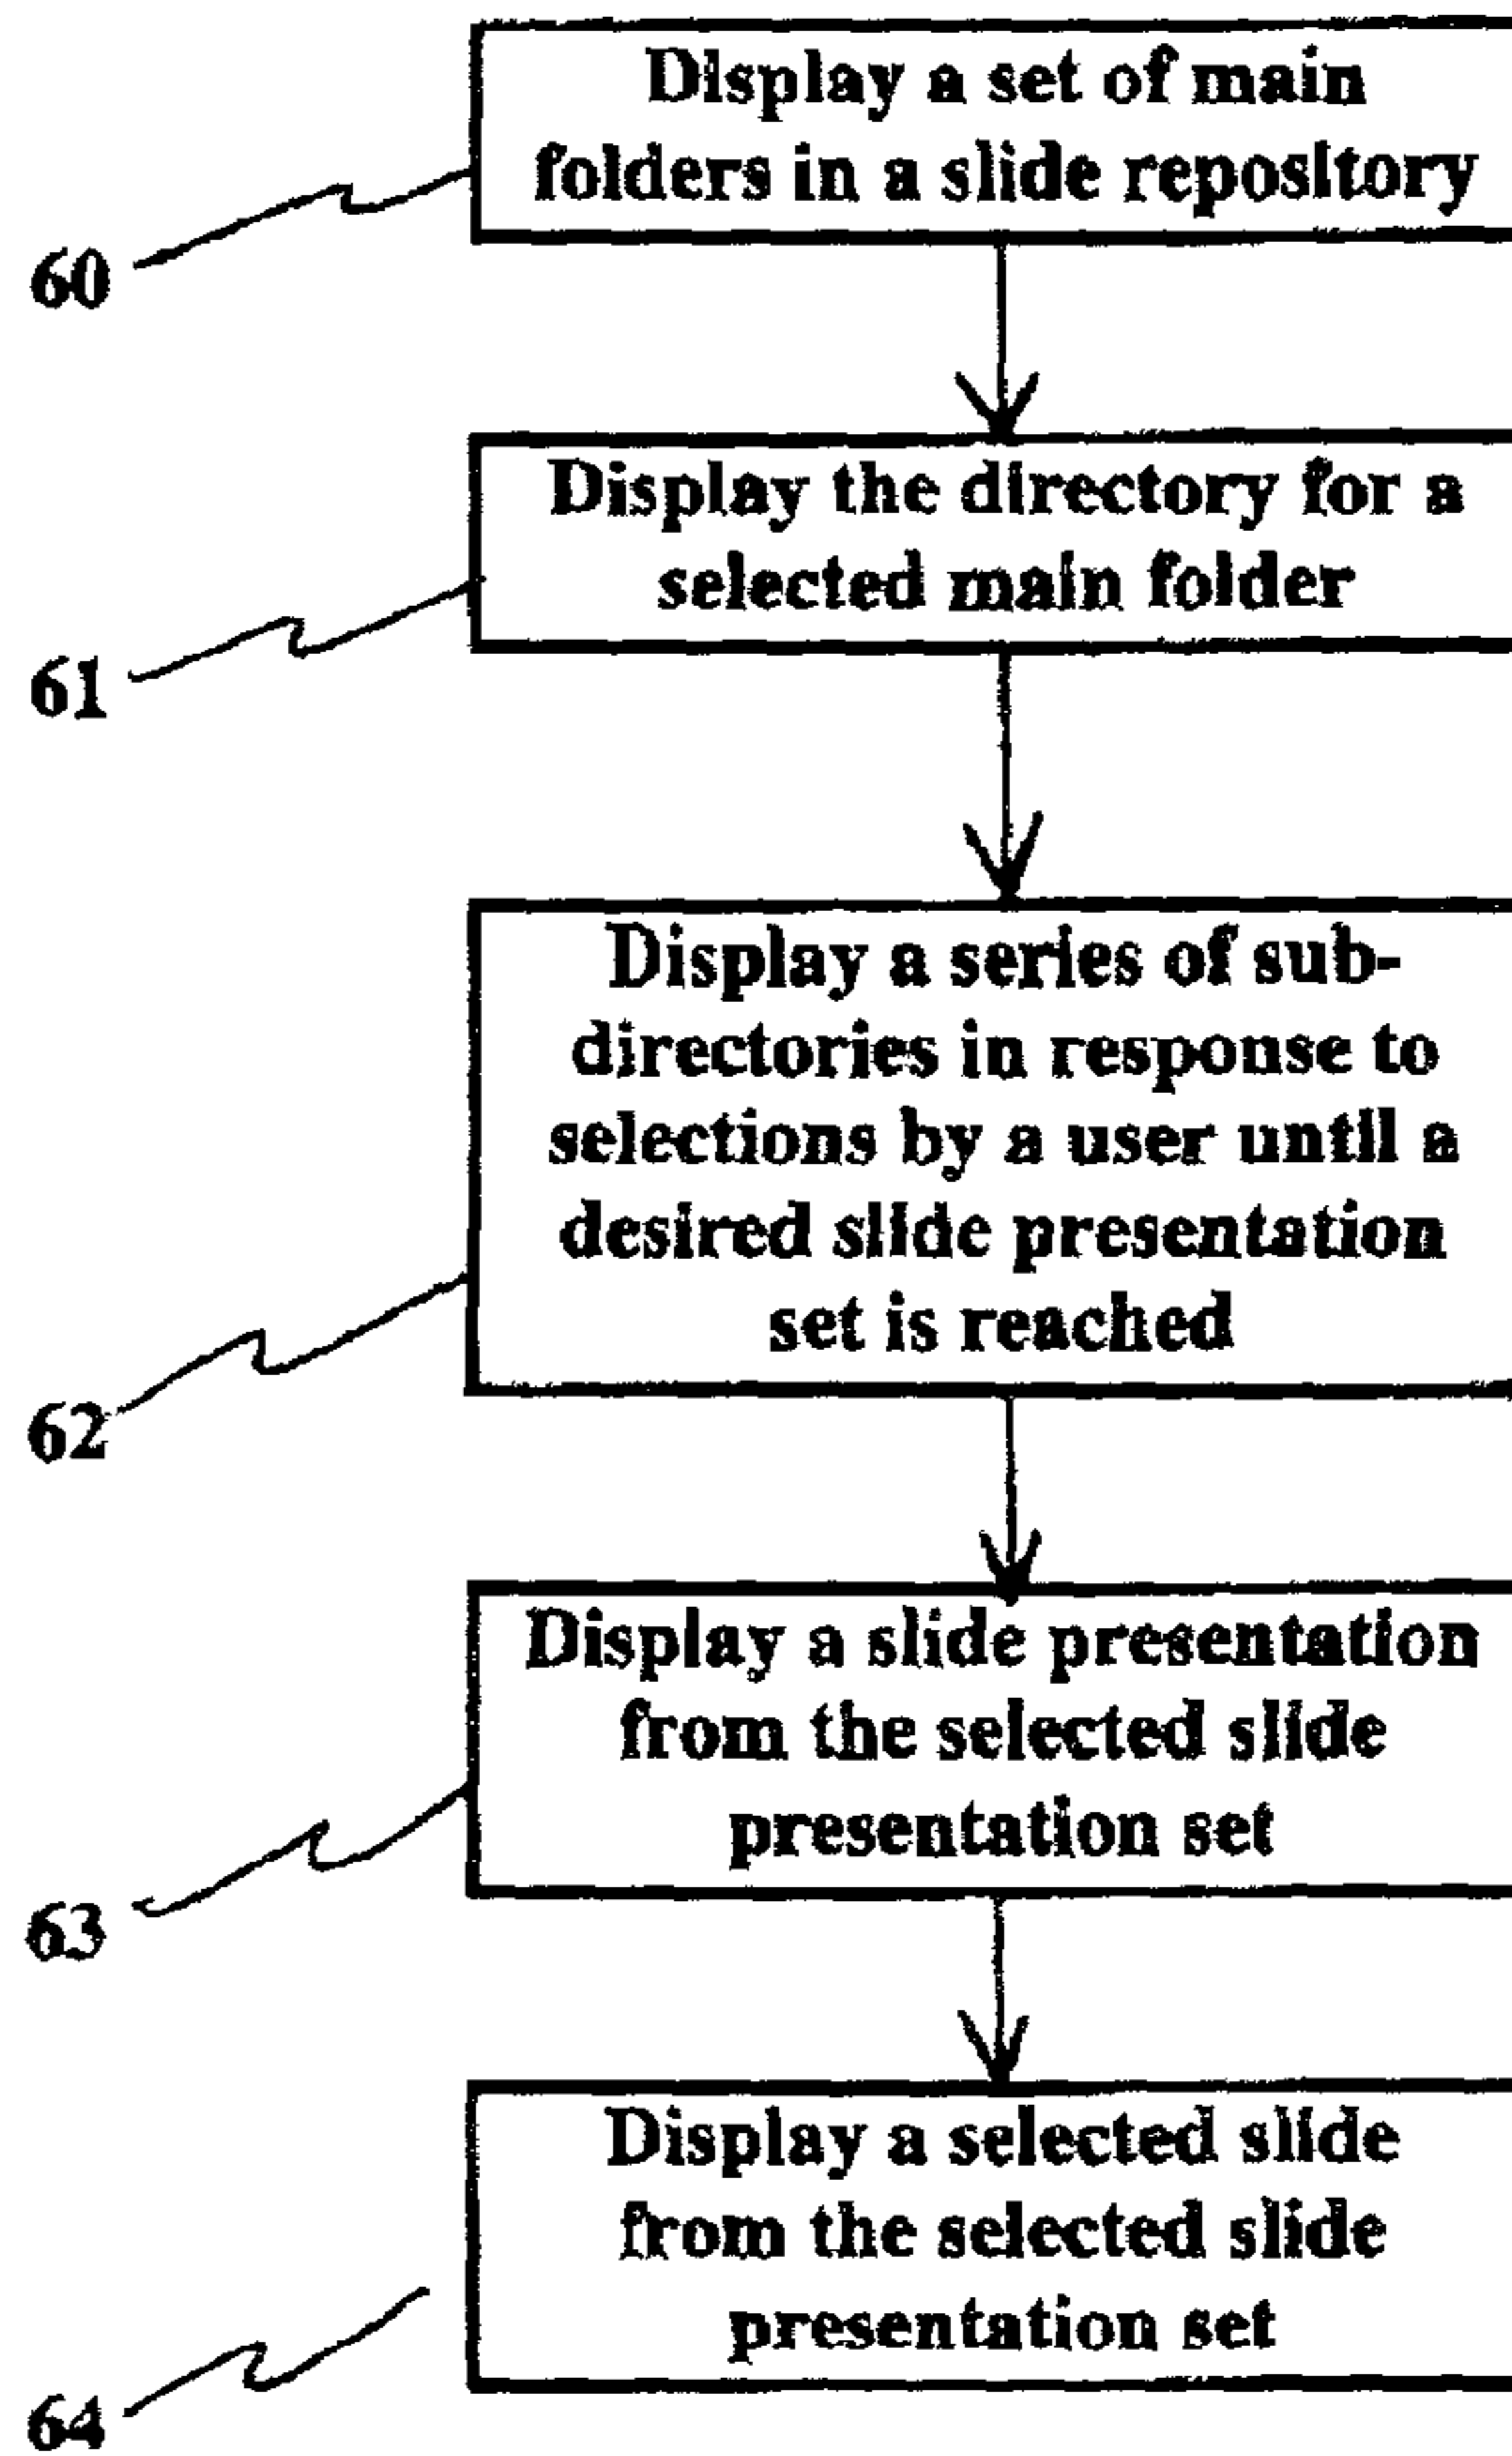 Display a set of main
folders in a slide repository
60
Display the directory for a
selected main folder
61
Display a series of sub-
directories in response to
selections by a user until a
desired slide presentation
set is reached
62
Display a slide presentation
from the selected slide
presentation set
63
Display a selected slide
from the selected slide
presentation set
64